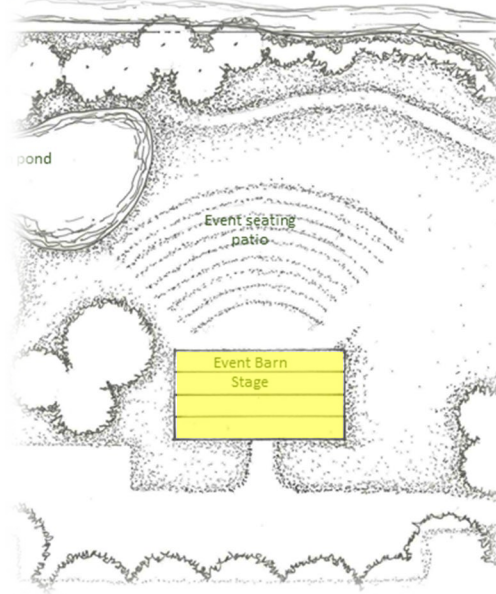 pond
Event seating
patio
Event Barn
Stage